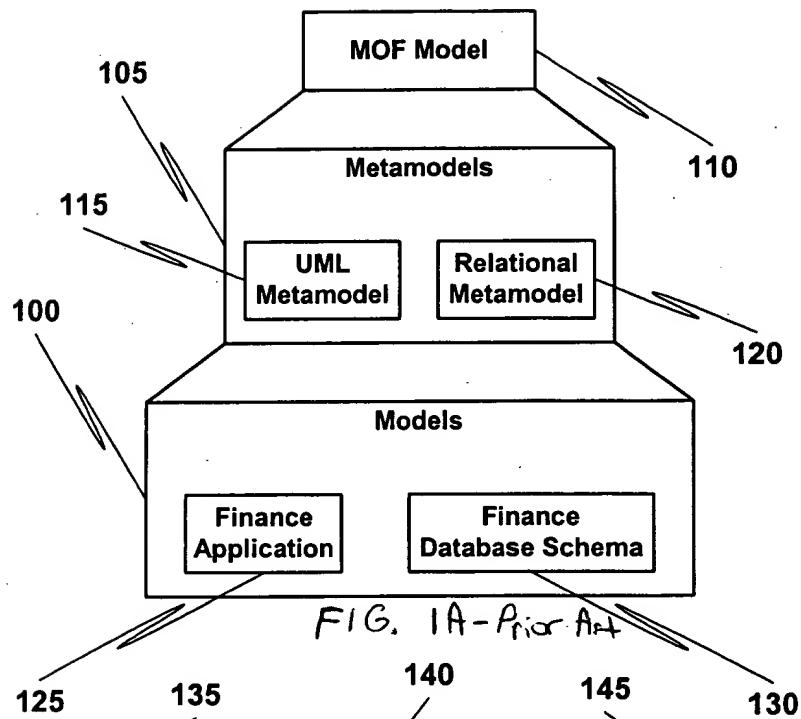 MOF Model
105
110
Metamodels
115
UML
Metamodel
Relational
Metamodel
100
120
Models
Finance
Application
Finance
Database Schema
FIG. 1A-Prior Art
125
135
140
145
130